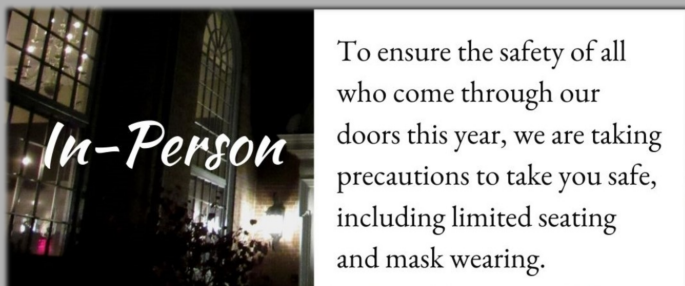 In-Person
To ensure the safety of all
who come through our
doors this year, we are taking
precautions to take you safe,
including limited seating
and mask wearing.